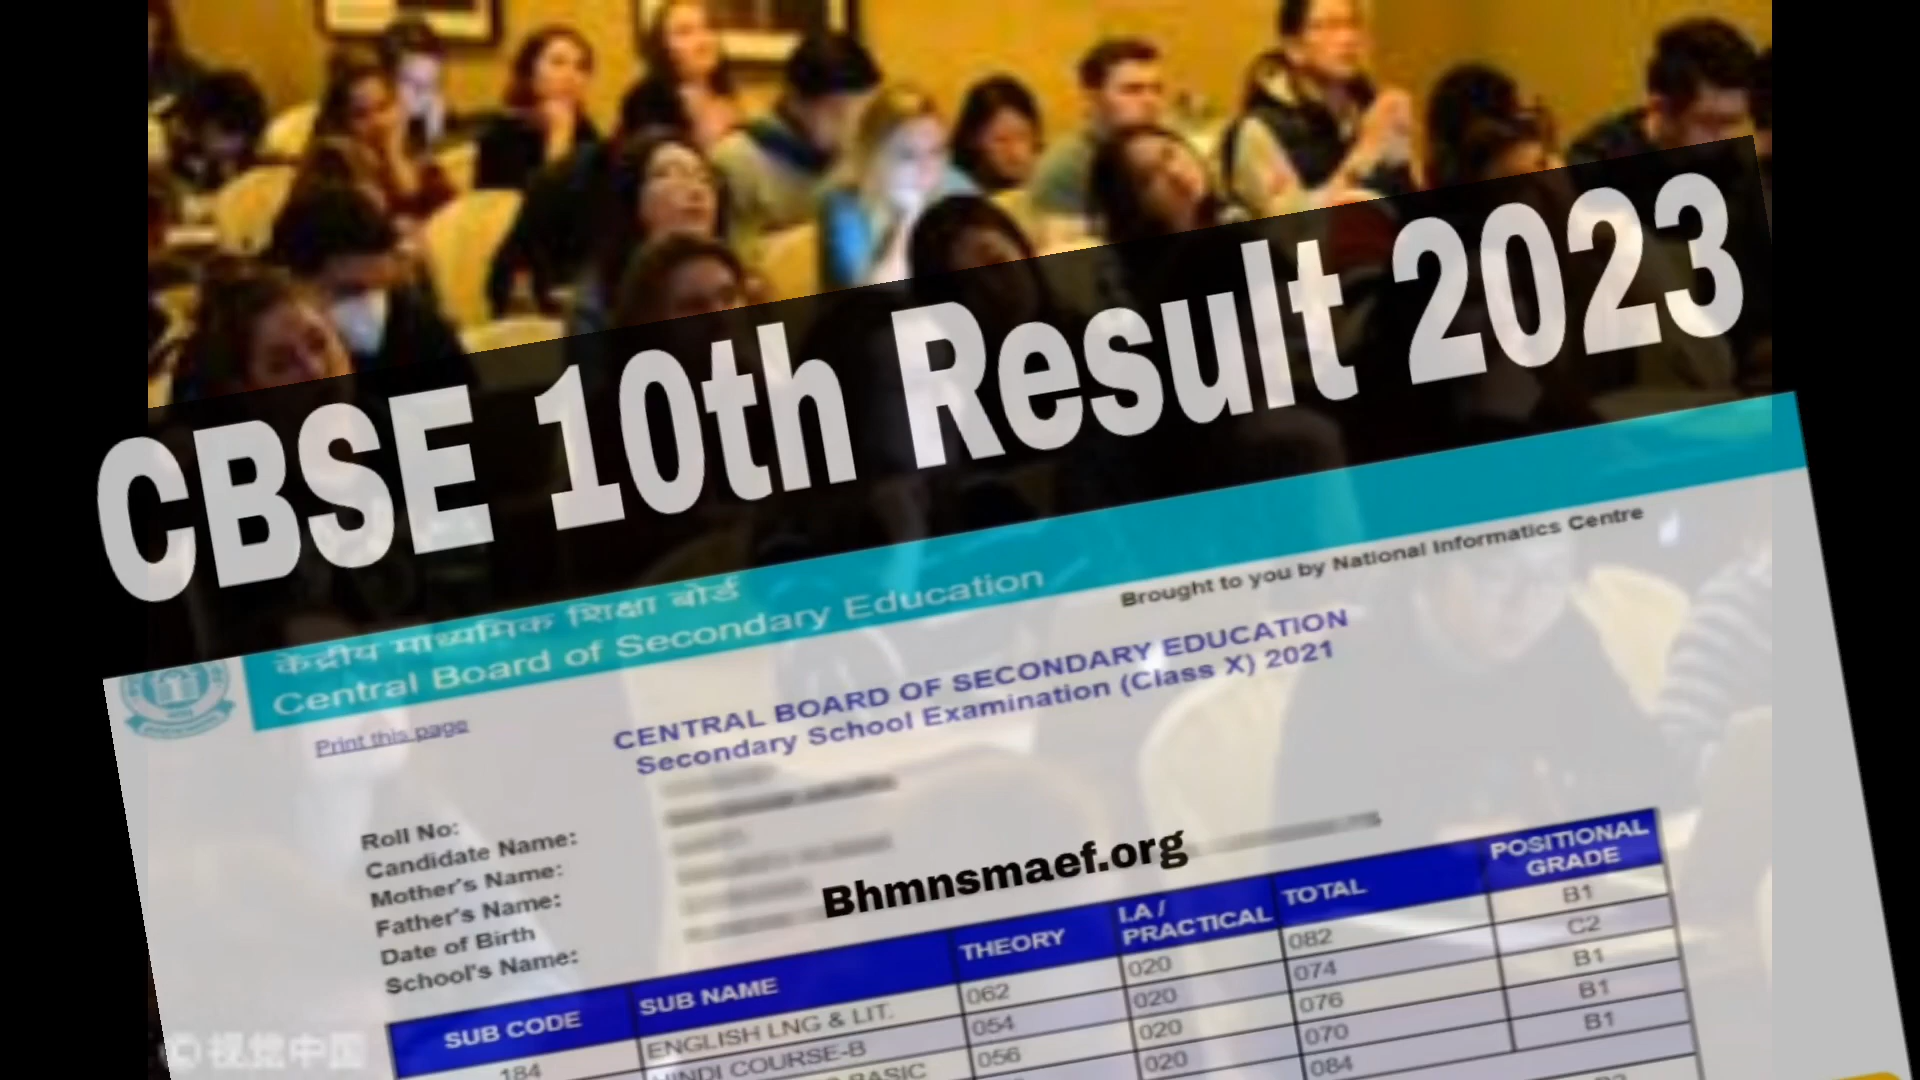 CBSE 10th Result 2023
केंद्रीय माध्यमिक शिक्षा बोर्ड
Central Board of Secondary Education
Brought to you by National Informatics Centre
Print this page
CENTRAL BOARD OF SECONDARY EDUCATION
Secondary School Examination (Class X) 2021
Roll No:
Candidate Name:
Mother's Name:
Father's Name:
Date of Birth
School's Name:
Bhmnsmaef.org
SUB CODE SUB NAME THEORY I.A / PRACTICAL TOTAL POSITIONAL GRADE
184 ENGLISH LNG & LIT. 062 020 082 B1
HINDI COURSE-B 054 020 074 C2
BASIC 056 020 076 B1
020 070 B1
084 B1
©视觉中国